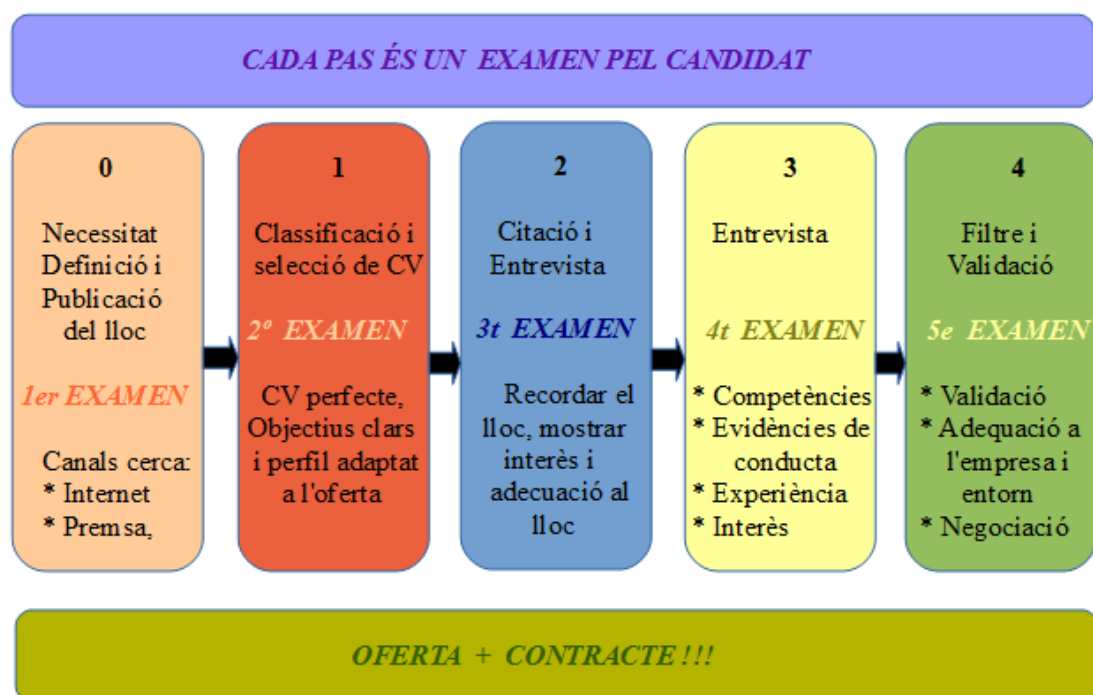 CADA PAS ÉS UN EXAMEN PEL CANDIDAT
0
Necessitat
Definició i
Publicació
del lloc
1er EXAMEN
Canals cerca:
* Internet
* Premsa,
1
Classificació i
selecció de CV
2º EXAMEN
CV perfecte,
Objectius clars
i perfil adaptat
a l'oferta
2
Citació i
Entrevista
3t EXAMEN
Recordar el
lloc, mostrar
interès i
adecuació al
lloc
3
Entrevista
4t EXAMEN
* Competències
* Evidències de
conducta
* Experiència
* Interès
4
Filtre i
Validació
5e EXAMEN
* Validació
* Adequació a
l'empresa i
entorn
* Negociació
OFERTA + CONTRACTE!!!